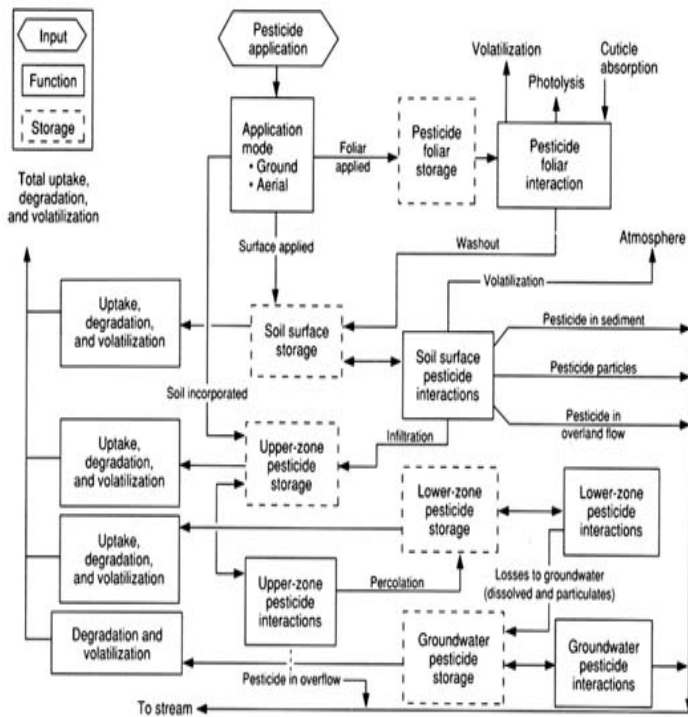 Input
Function
Storage
Pesticide
application
Volatilization
Photolysis
Cuticle
absorption
Application
mode
• Ground
• Aerial
Foliar
applied
Pesticide
foliar
storage
Pesticide
foliar
interaction
Total uptake,
degradation,
and volatilization
Surface applied
Washout
Atmosphere
Volatilization
Uptake,
degradation,
and volatilization
Soil surface
storage
Soil surface
pesticide
interactions
Pesticide in sediment
Pesticide particles
Pesticide in
overland flow
Soil incorporated
Infiltration
Uptake,
degradation,
and volatilization
Upper-zone
pesticide
storage
Lower-zone
pesticide
storage
Lower-zone
pesticide
interactions
Uptake,
degradation,
and volatilization
Upper-zone
pesticide
interactions
Percolation
Losses to groundwater
(dissolved and particulates)
Degradation and
volatilization
Groundwater
pesticide
storage
Groundwater
pesticide
interactions
Pesticide in overflow
To stream